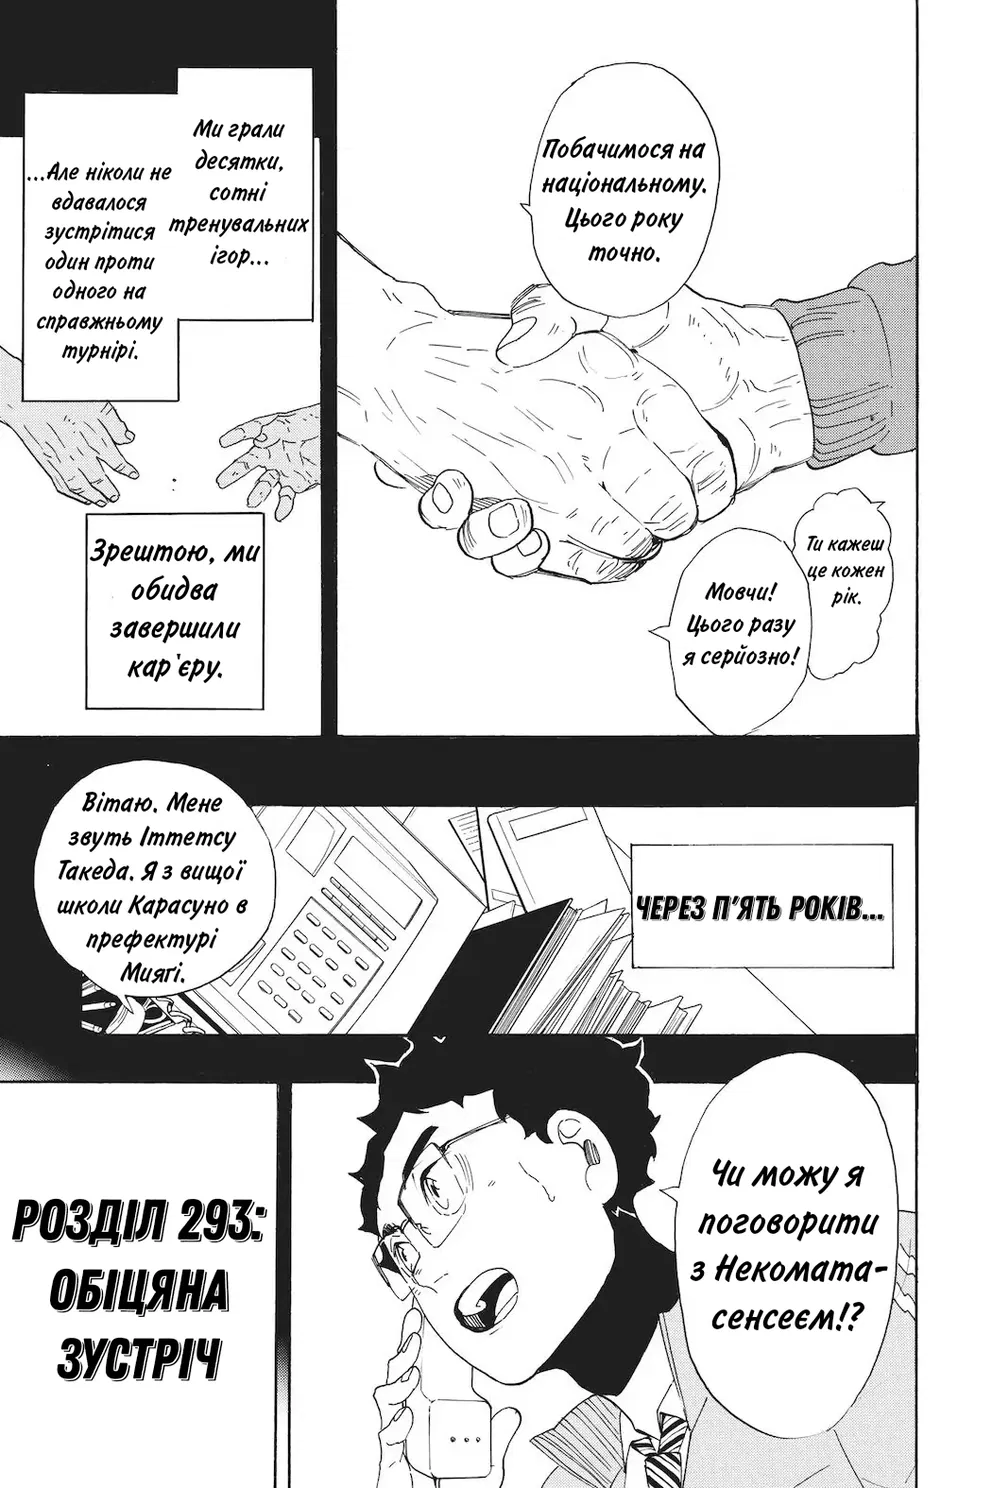 Побачимося на
національному.
Цього року
точно.
Ти кажеш
це кожен
рік.
Мовчи!
Цього разу
я серйозно!
Ми грали
десятки,
сотні
тренувальних
ігор...
...Але ніколи не
вдавалося
зустрітися
один проти
одного на
справжньому
турнірі.
Зрештою, ми
обидва
завершили
кар'єру.
ЧЕРЕЗ П'ЯТЬ РОКІВ...
Вітаю. Мене
звуть Іттетсу
Такеда. Я з вищої
школи Карасуно в
префектурі
Мияґі.
Чи можу я
поговорити
з Некомата-
сенсеєм!?
РОЗДІЛ 293:
ОБІЦЯНА
ЗУСТРІЧ